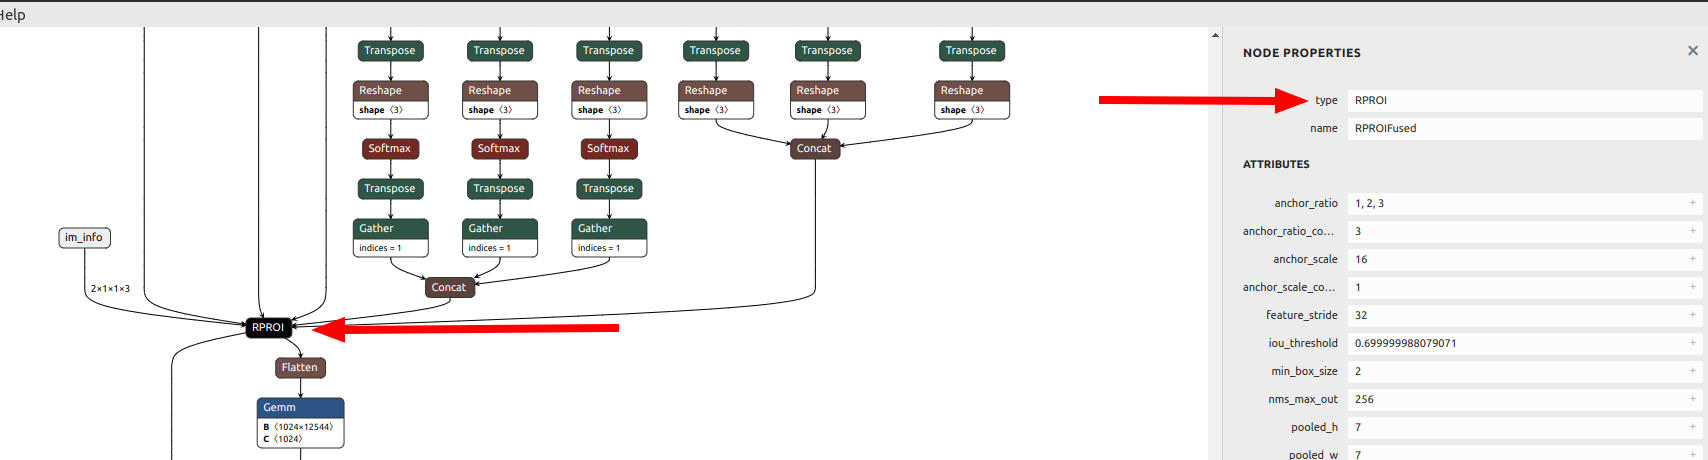 Help
Transpose Transpose Transpose Transpose Transpose Transpose
Reshape Reshape Reshape Reshape Reshape Reshape
shape 〈3〉 shape 〈3〉 shape 〈3〉 shape 〈3〉 shape 〈3〉 shape 〈3〉
Softmax Softmax Softmax Concat
Transpose Transpose Transpose
Gather Gather Gather
im_info
indices = 1 indices = 1 indices = 1
2×1×1×3
Concat
RPROI
Flatten
Gemm
B 〈1024×12544〉
C 〈1024〉
NODE PROPERTIES ×
type RPROI
name RPROIFused
ATTRIBUTES
anchor_ratio 1, 2, 3 +
anchor_ratio_co... 3 +
anchor_scale 16 +
anchor_scale_co... 1 +
feature_stride 32 +
iou_threshold 0.699999988079071 +
min_box_size 2 +
nms_max_out 256 +
pooled_h 7 +
pooled_w 7 +